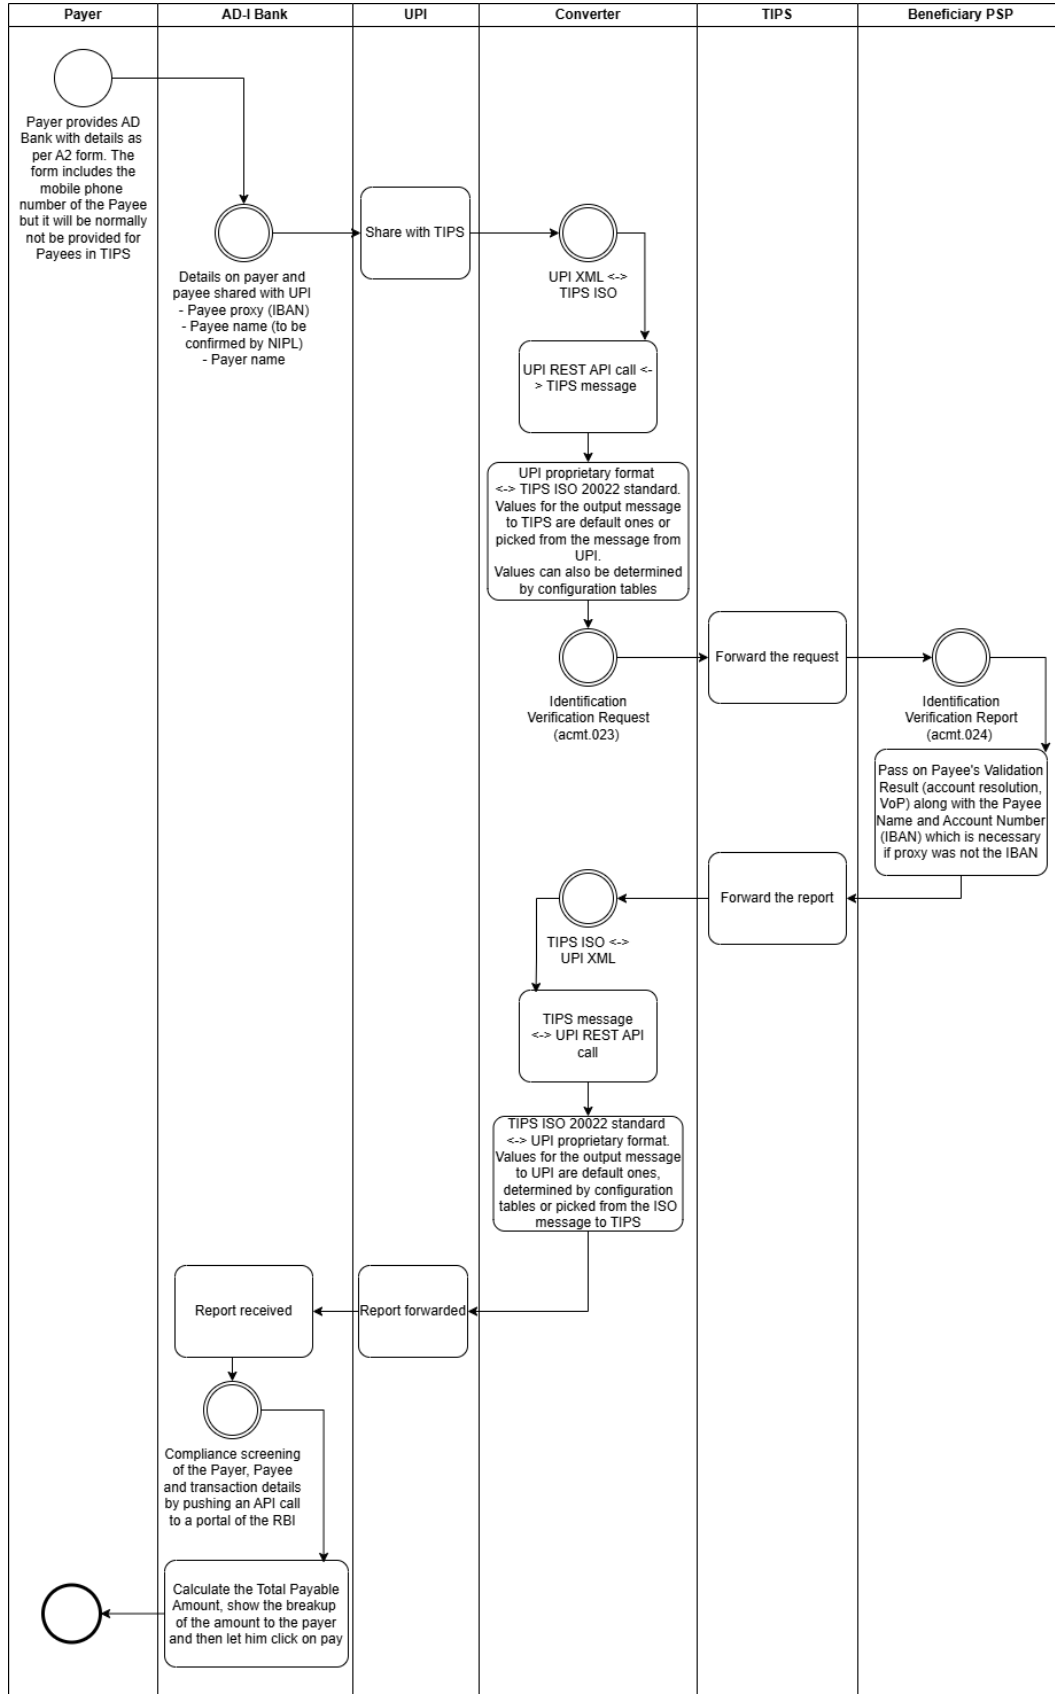 Payer
AD-I Bank
UPI
Converter
TIPS
Beneficiary PSP
Payer provides AD
Bank with details as
per A2 form. The
form includes the
mobile phone
number of the Payee
but it will be normally
not be provided for
Payees in TIPS
Details on payer and
payee shared with UPI
- Payee proxy (IBAN)
- Payee name (to be
confirmed by NIPL)
- Payer name
Share with TIPS
UPI XML <->
TIPS ISO
UPI REST API call <-
> TIPS message
UPI proprietary format
<-> TIPS ISO 20022 standard.
Values for the output message
to TIPS are default ones or
picked from the message from
UPI.
Values can also be determined
by configuration tables
Identification
Verification Request
(acmt.023)
Forward the request
Identification
Verification Report
(acmt.024)
Pass on Payee's Validation
Result (account resolution,
VoP) along with the Payee
Name and Account Number
(IBAN) which is necessary
if proxy was not the IBAN
Forward the report
TIPS ISO <->
UPI XML
TIPS message
<-> UPI REST API
call
TIPS ISO 20022 standard
<-> UPI proprietary format.
Values for the output message
to UPI are default ones,
determined by configuration
tables or picked from the ISO
message to TIPS
Report forwarded
Report received
Compliance screening
of the Payer, Payee
and transaction details
by pushing an API call
to a portal of the RBI
Calculate the Total Payable
Amount, show the breakup
of the amount to the payer
and then let him click on pay